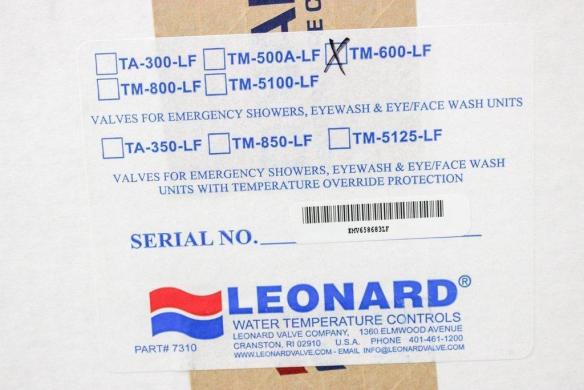 TA-300-LF TM-500A-LF TM-600-LF
TM-800-LF TM-5100-LF
VALVES FOR EMERGENCY SHOWERS, EYEWASH & EYE/FACE WASH UNITS
TA-350-LF TM-850-LF TM-5125-LF
VALVES FOR EMERGENCY SHOWERS, EYEWASH & EYE/FACE WASH
UNITS WITH TEMPERATURE OVERRIDE PROTECTION
SERIAL NO.
LEONARD®
WATER TEMPERATURE CONTROLS
LEONARD VALVE COMPANY, 1360 ELMWOOD AVENUE
CRANSTON, RI 02910 U.S.A. PHONE 401-461-1200
WWW.LEONARDVALVE.COM - EMAIL INFO@LEONARDVALVE.COM
PART# 7310